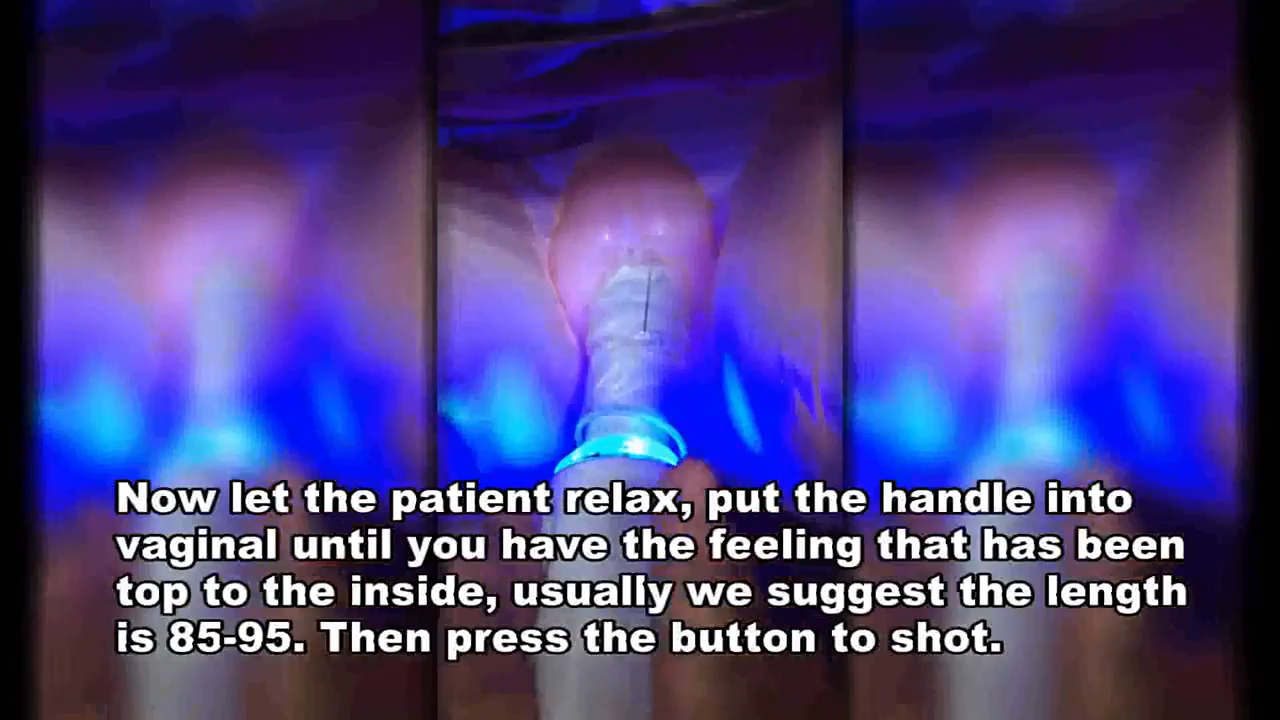 Now let the patient relax, put the handle into
vaginal until you have the feeling that has been
top to the inside, usually we suggest the length
is 85-95. Then press the button to shot.